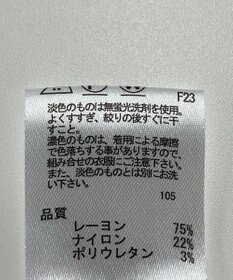 F23
淡色のものは無蛍光洗剤を使用。
よくすすぎ、絞りの後すぐに干
すこと。
濃色のものは、着用による摩擦
で色落ちする事がありますので、
組み合せの衣服にご注意下さい。
また、淡色のものとは別にお洗
い下さい。
105
品質
レーヨン 75%
ナイロン 22%
ポリウレタン 3%